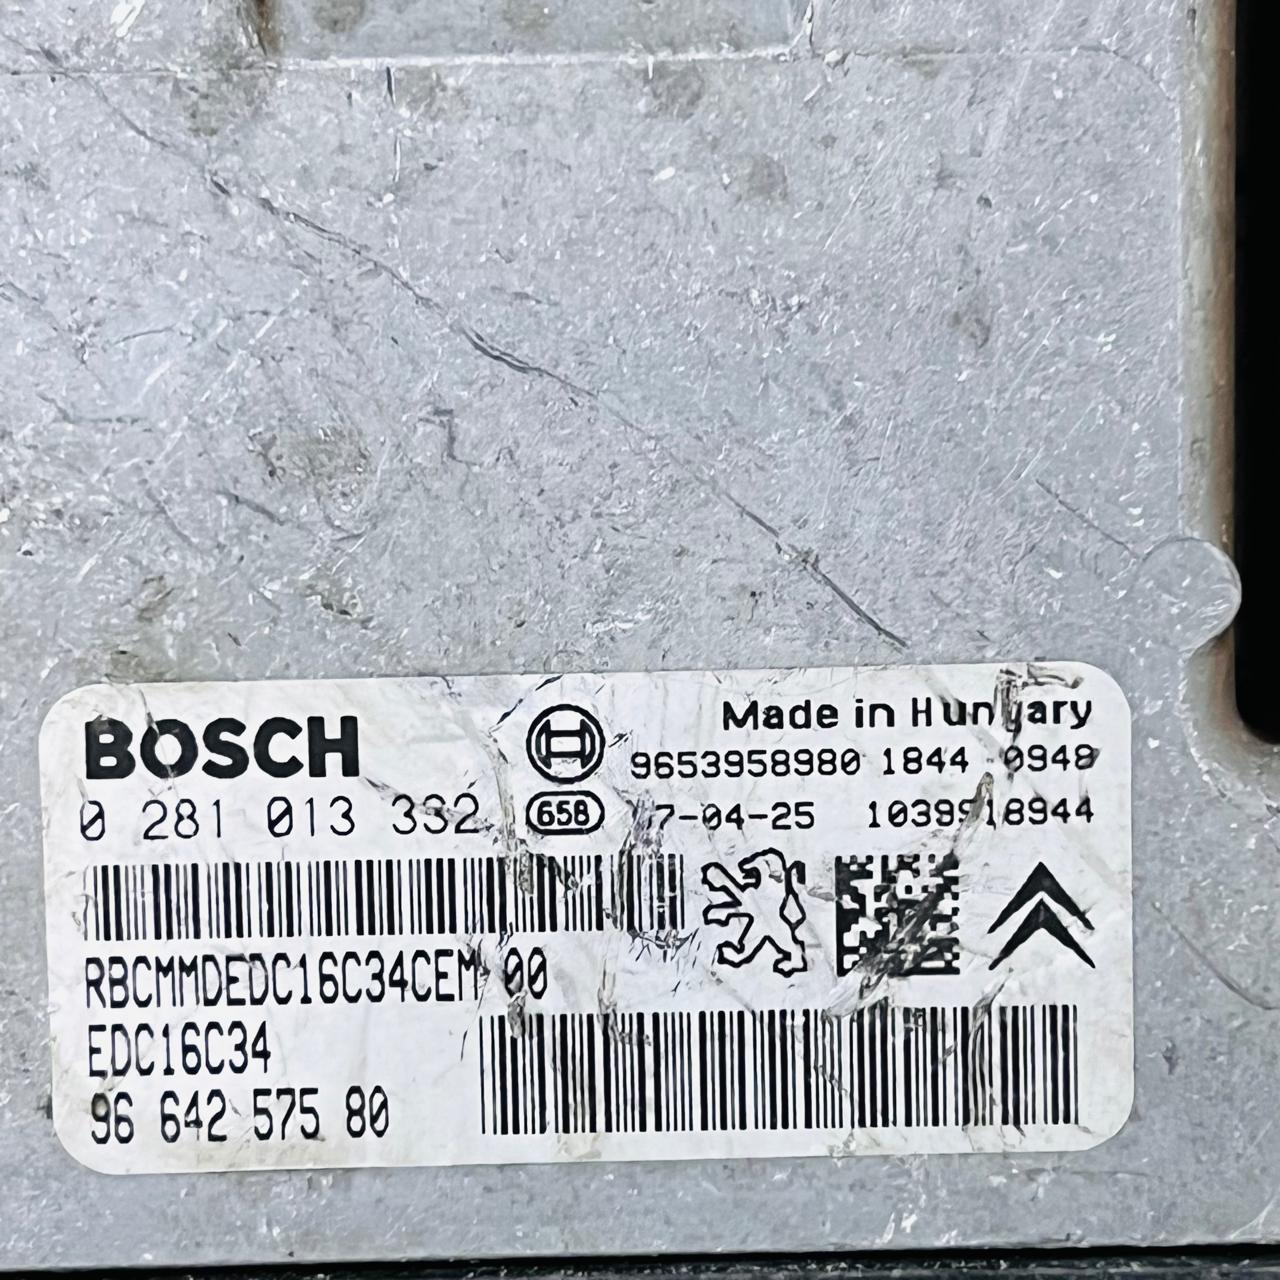 BOSCH
Made in Hungary
9653958980 1844 0948
0 281 013 332
658
7-04-25 1039918944
RBCMMDEDC16C34CEM 00
EDC16C34
96 642 575 80